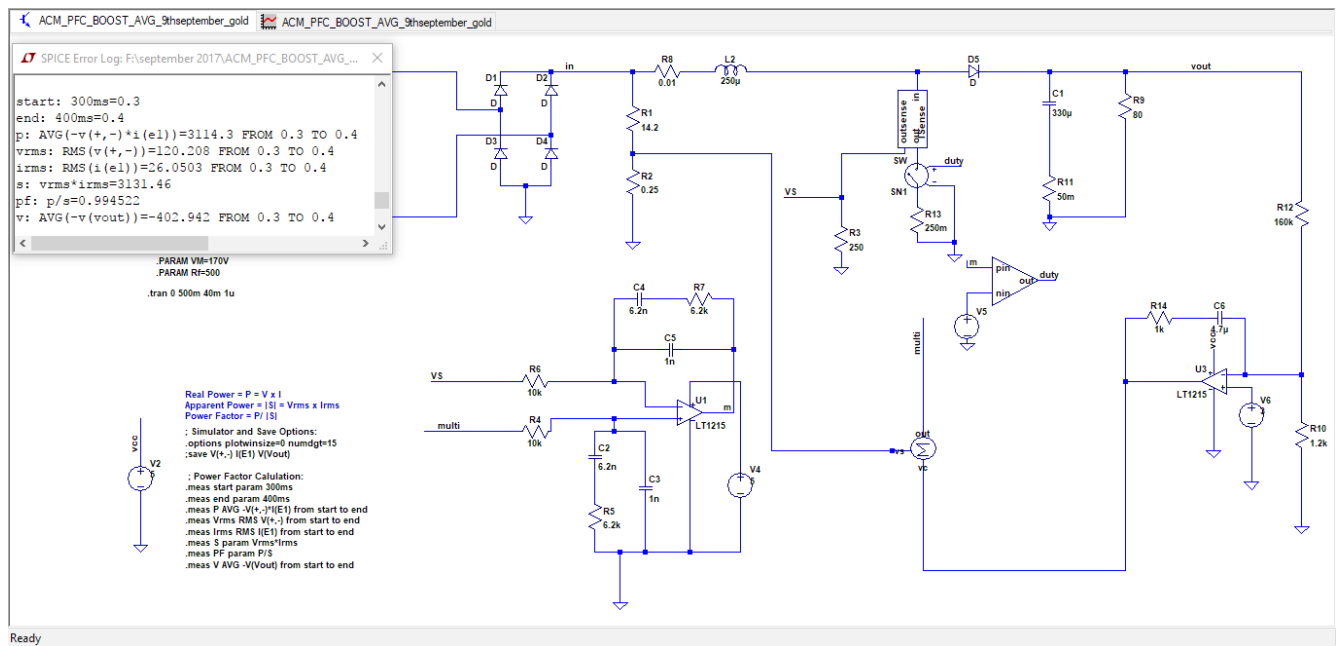 ACM_PFC_BOOST_AVG_9thseptember_gold
ACM_PFC_BOOST_AVG_9thseptember_gold
SPICE Error Log: F:\september 2017\ACM_PFC_BOOST_AVG_...
start: 300ms=0.3
end: 400ms=0.4
p: AVG(-v(+,-)*i(e1))=3114.3 FROM 0.3 TO 0.4
vrms: RMS(v(+,-))=120.208 FROM 0.3 TO 0.4
irms: RMS(i(e1))=26.0503 FROM 0.3 TO 0.4
s: vrms*irms=3131.46
pf: p/s=0.994522
v: AVG(-v(vout))=-402.942 FROM 0.3 TO 0.4
.PARAM VM=170V
.PARAM Rf=500
.tran 0 500m 40m 1u
D1
D
D2
D
D3
D
D4
D
in
R8
0.01
L2
250µ
D5
D
vout
R1
14.2
R2
0.25
outsense
in
out
ISense
SW
SN1
duty
+
-
VS
R3
250
R13
250m
C1
330µ
R9
80
R11
50m
R12
160k
m
pin
nin
out
duty
V5
C4
6.2n
R7
6.2k
C5
1n
VS
R6
10k
multi
R4
10k
U1
LT1215
m
C2
6.2n
C3
1n
R5
6.2k
V4
5
multi
out
vs
vc
R14
1k
C6
4.7µ
vcc
U3
LT1215
V6
R10
1.2k
vcc
V2
5
Real Power = P = V x I
Apparent Power = |S| = Vrms x Irms
Power Factor = P/ |S|
; Simulator and Save Options:
.options plotwinsize=0 numdgt=15
;save V(+,-) I(E1) V(Vout)
; Power Factor Calulation:
.meas start param 300ms
.meas end param 400ms
.meas P AVG -V(+,-)*I(E1) from start to end
.meas Vrms RMS V(+,-) from start to end
.meas Irms RMS I(E1) from start to end
.meas S param Vrms*Irms
.meas PF param P/S
.meas V AVG -V(Vout) from start to end
Ready